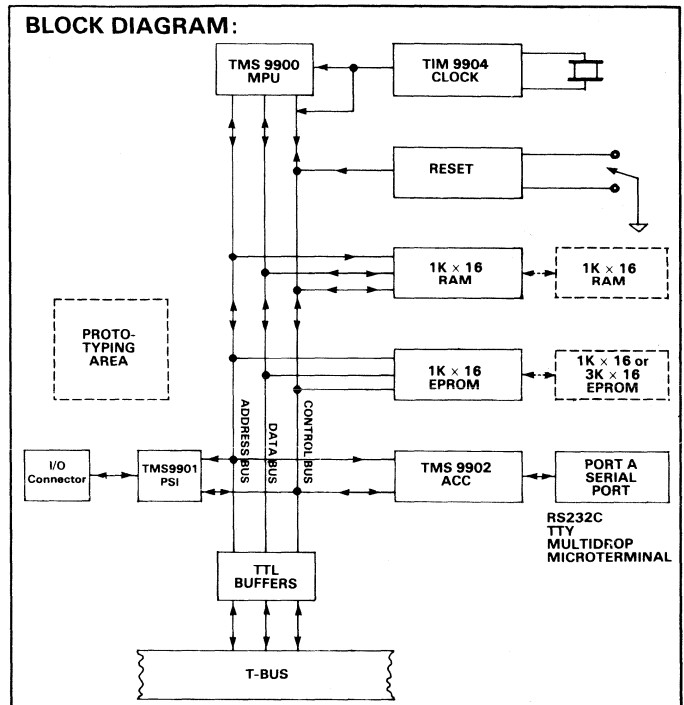 BLOCK DIAGRAM:
TMS 9900
MPU
TIM 9904
CLOCK
RESET
1K × 16
RAM
1K × 16
RAM
PROTO-
TYPING
AREA
1K × 16
EPROM
1K × 16 or
3K × 16
EPROM
ADDRESS BUS
DATA BUS
CONTROL BUS
I/O
Connector
TMS9901
PSI
TMS 9902
ACC
PORT A
SERIAL
PORT
RS232C
TTY
MULTIDROP
MICROTERMINAL
TTL
BUFFERS
T-BUS